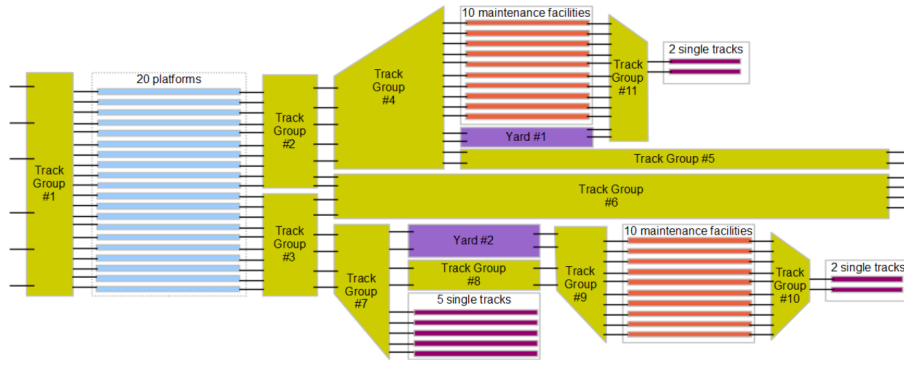 10 maintenance facilities
2 single tracks
20 platforms
Track
Group
#4
Track
Group
#11
Track
Group
#2
Yard #1
Track Group #5
Track
Group
#1
Track Group
#6
Track
Group
#3
Yard #2
10 maintenance facilities
2 single tracks
Track
Group
#7
Track Group
#8
Track
Group
#9
Track
Group
#10
5 single tracks